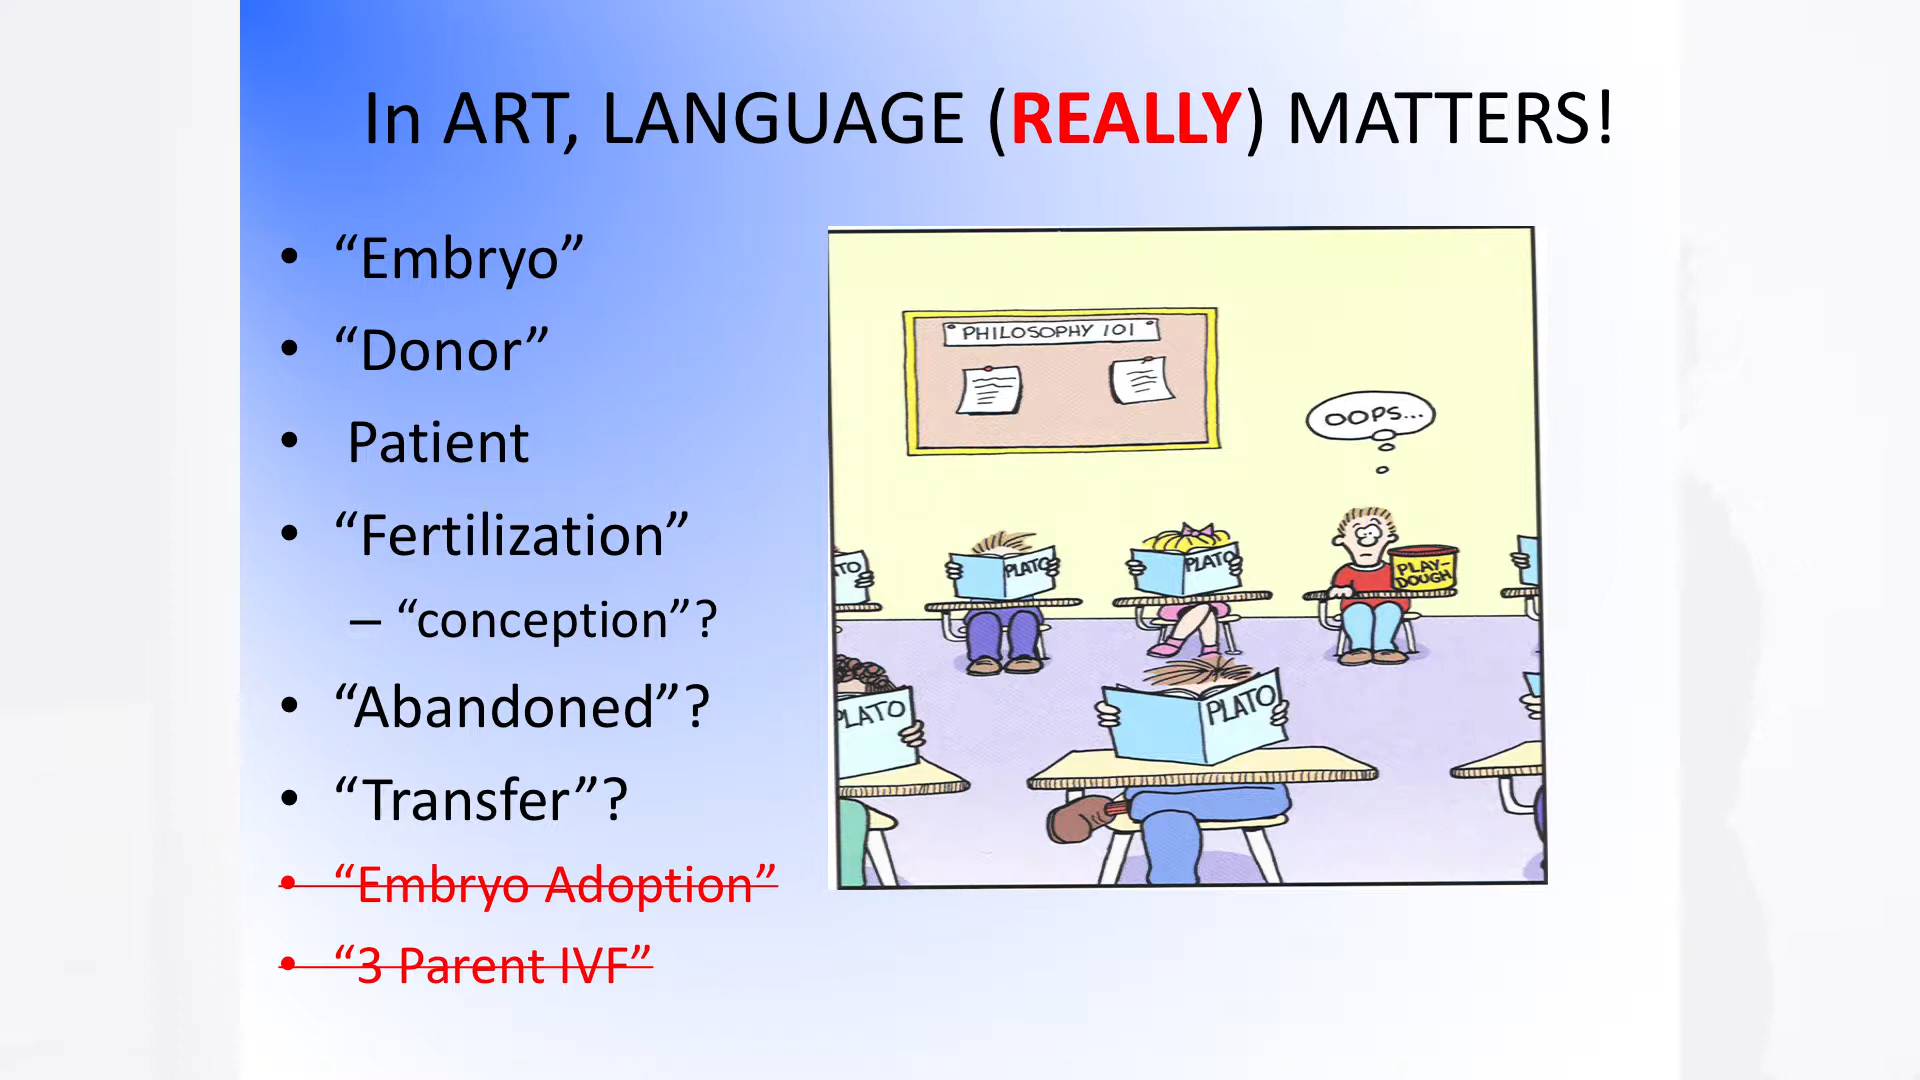 In ART, LANGUAGE (REALLY) MATTERS!
• “Embryo”
• “Donor”
• Patient
• “Fertilization”
– “conception”?
• “Abandoned”?
• “Transfer”?
• “Embryo Adoption”
• “3 Parent IVF”
PHILOSOPHY 101
OOPS...
TO
PLATO
PLATO
PLAY-
DOUGH
PLATO
PLATO